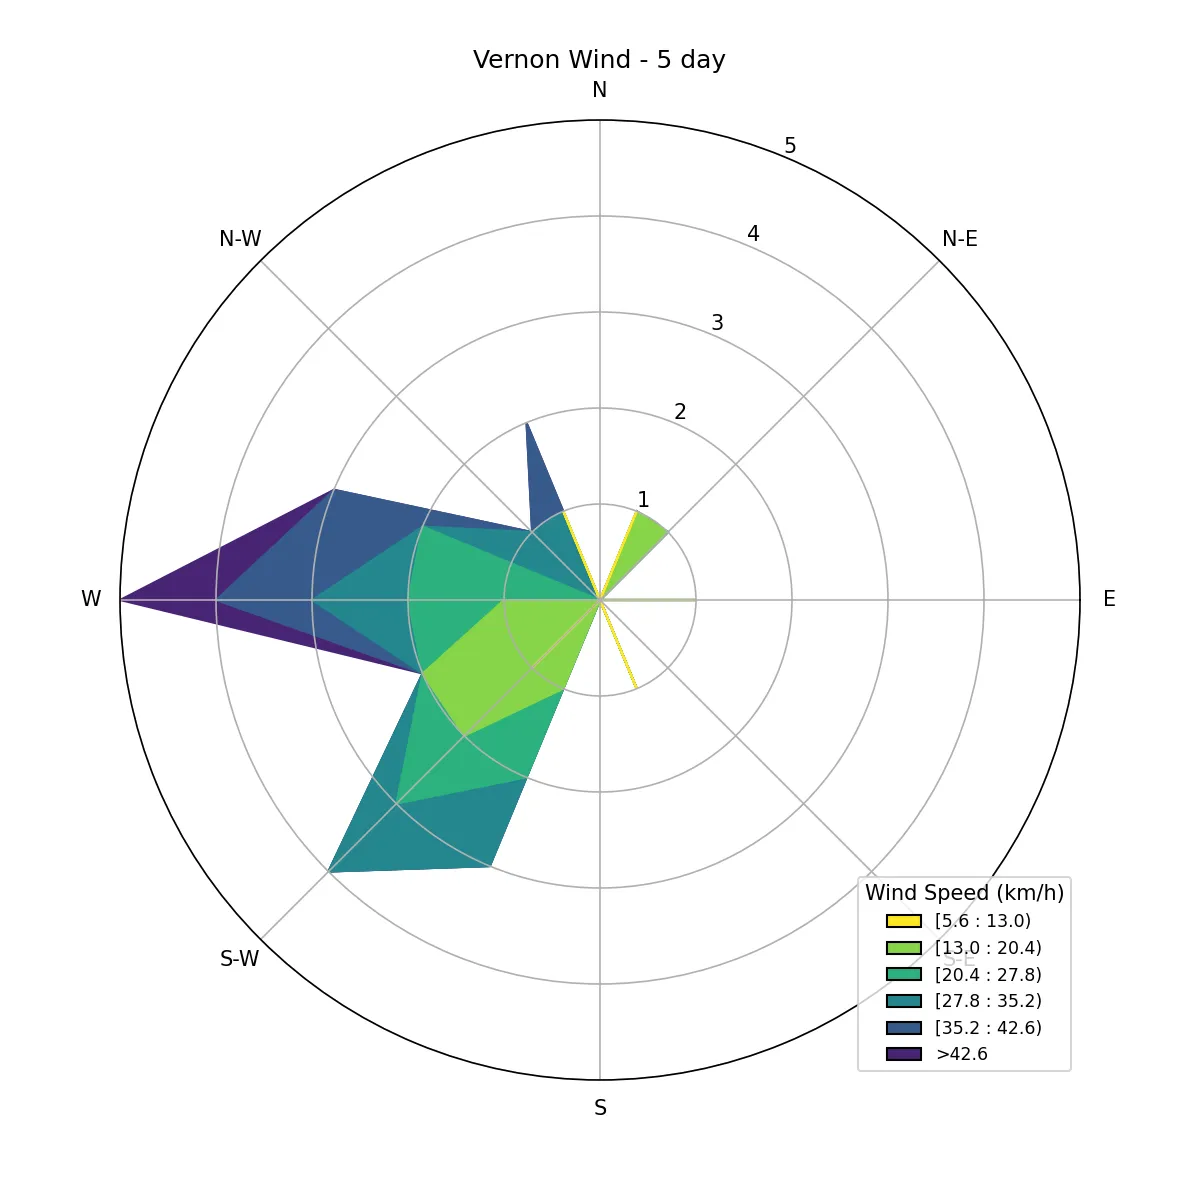 Vernon Wind - 5 day
N
5
N-W
4
N-E
3
2
1
W
E
S-W
S-E
S
Wind Speed (km/h)
[5.6 : 13.0)
[13.0 : 20.4)
[20.4 : 27.8)
[27.8 : 35.2)
[35.2 : 42.6)
>42.6